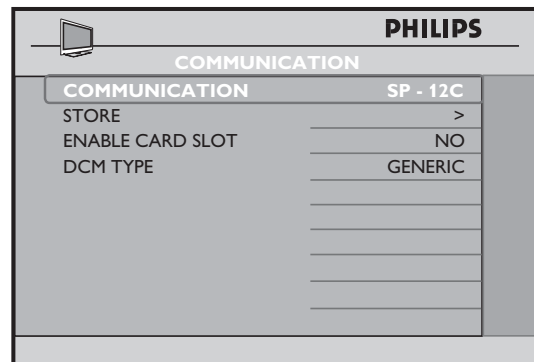 PHILIPS
COMMUNICATION
COMMUNICATION SP - 12C
STORE >
ENABLE CARD SLOT NO
DCM TYPE GENERIC